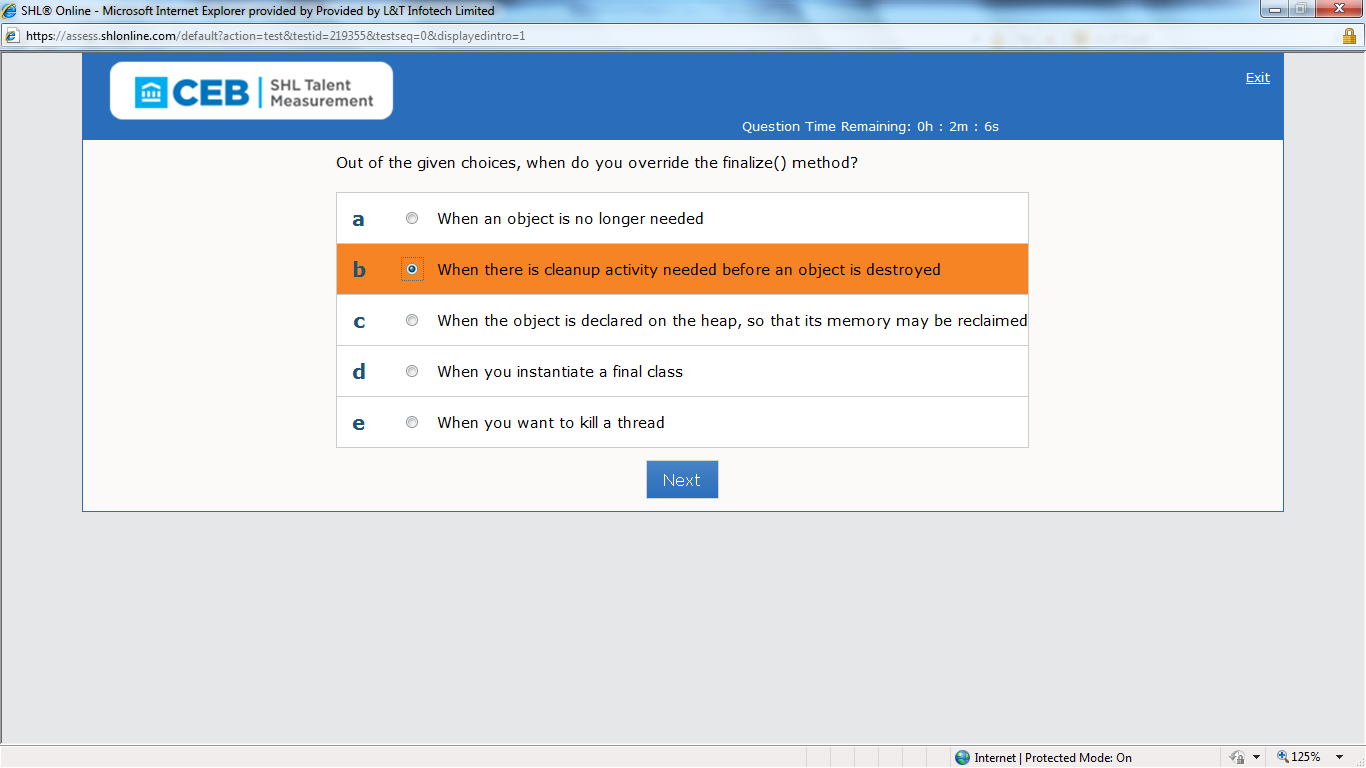 SHL® Online - Microsoft Internet Explorer provided by Provided by L&T Infotech Limited
https://assess.shlonline.com/default?action=test&testid=219355&testseq=0&displayedintro=1
CEB SHL Talent
Measurement
Exit
Question Time Remaining: 0h : 2m : 6s
Out of the given choices, when do you override the finalize() method?
a When an object is no longer needed
b When there is cleanup activity needed before an object is destroyed
c When the object is declared on the heap, so that its memory may be reclaimed
d When you instantiate a final class
e When you want to kill a thread
Next
Internet | Protected Mode: On 125%